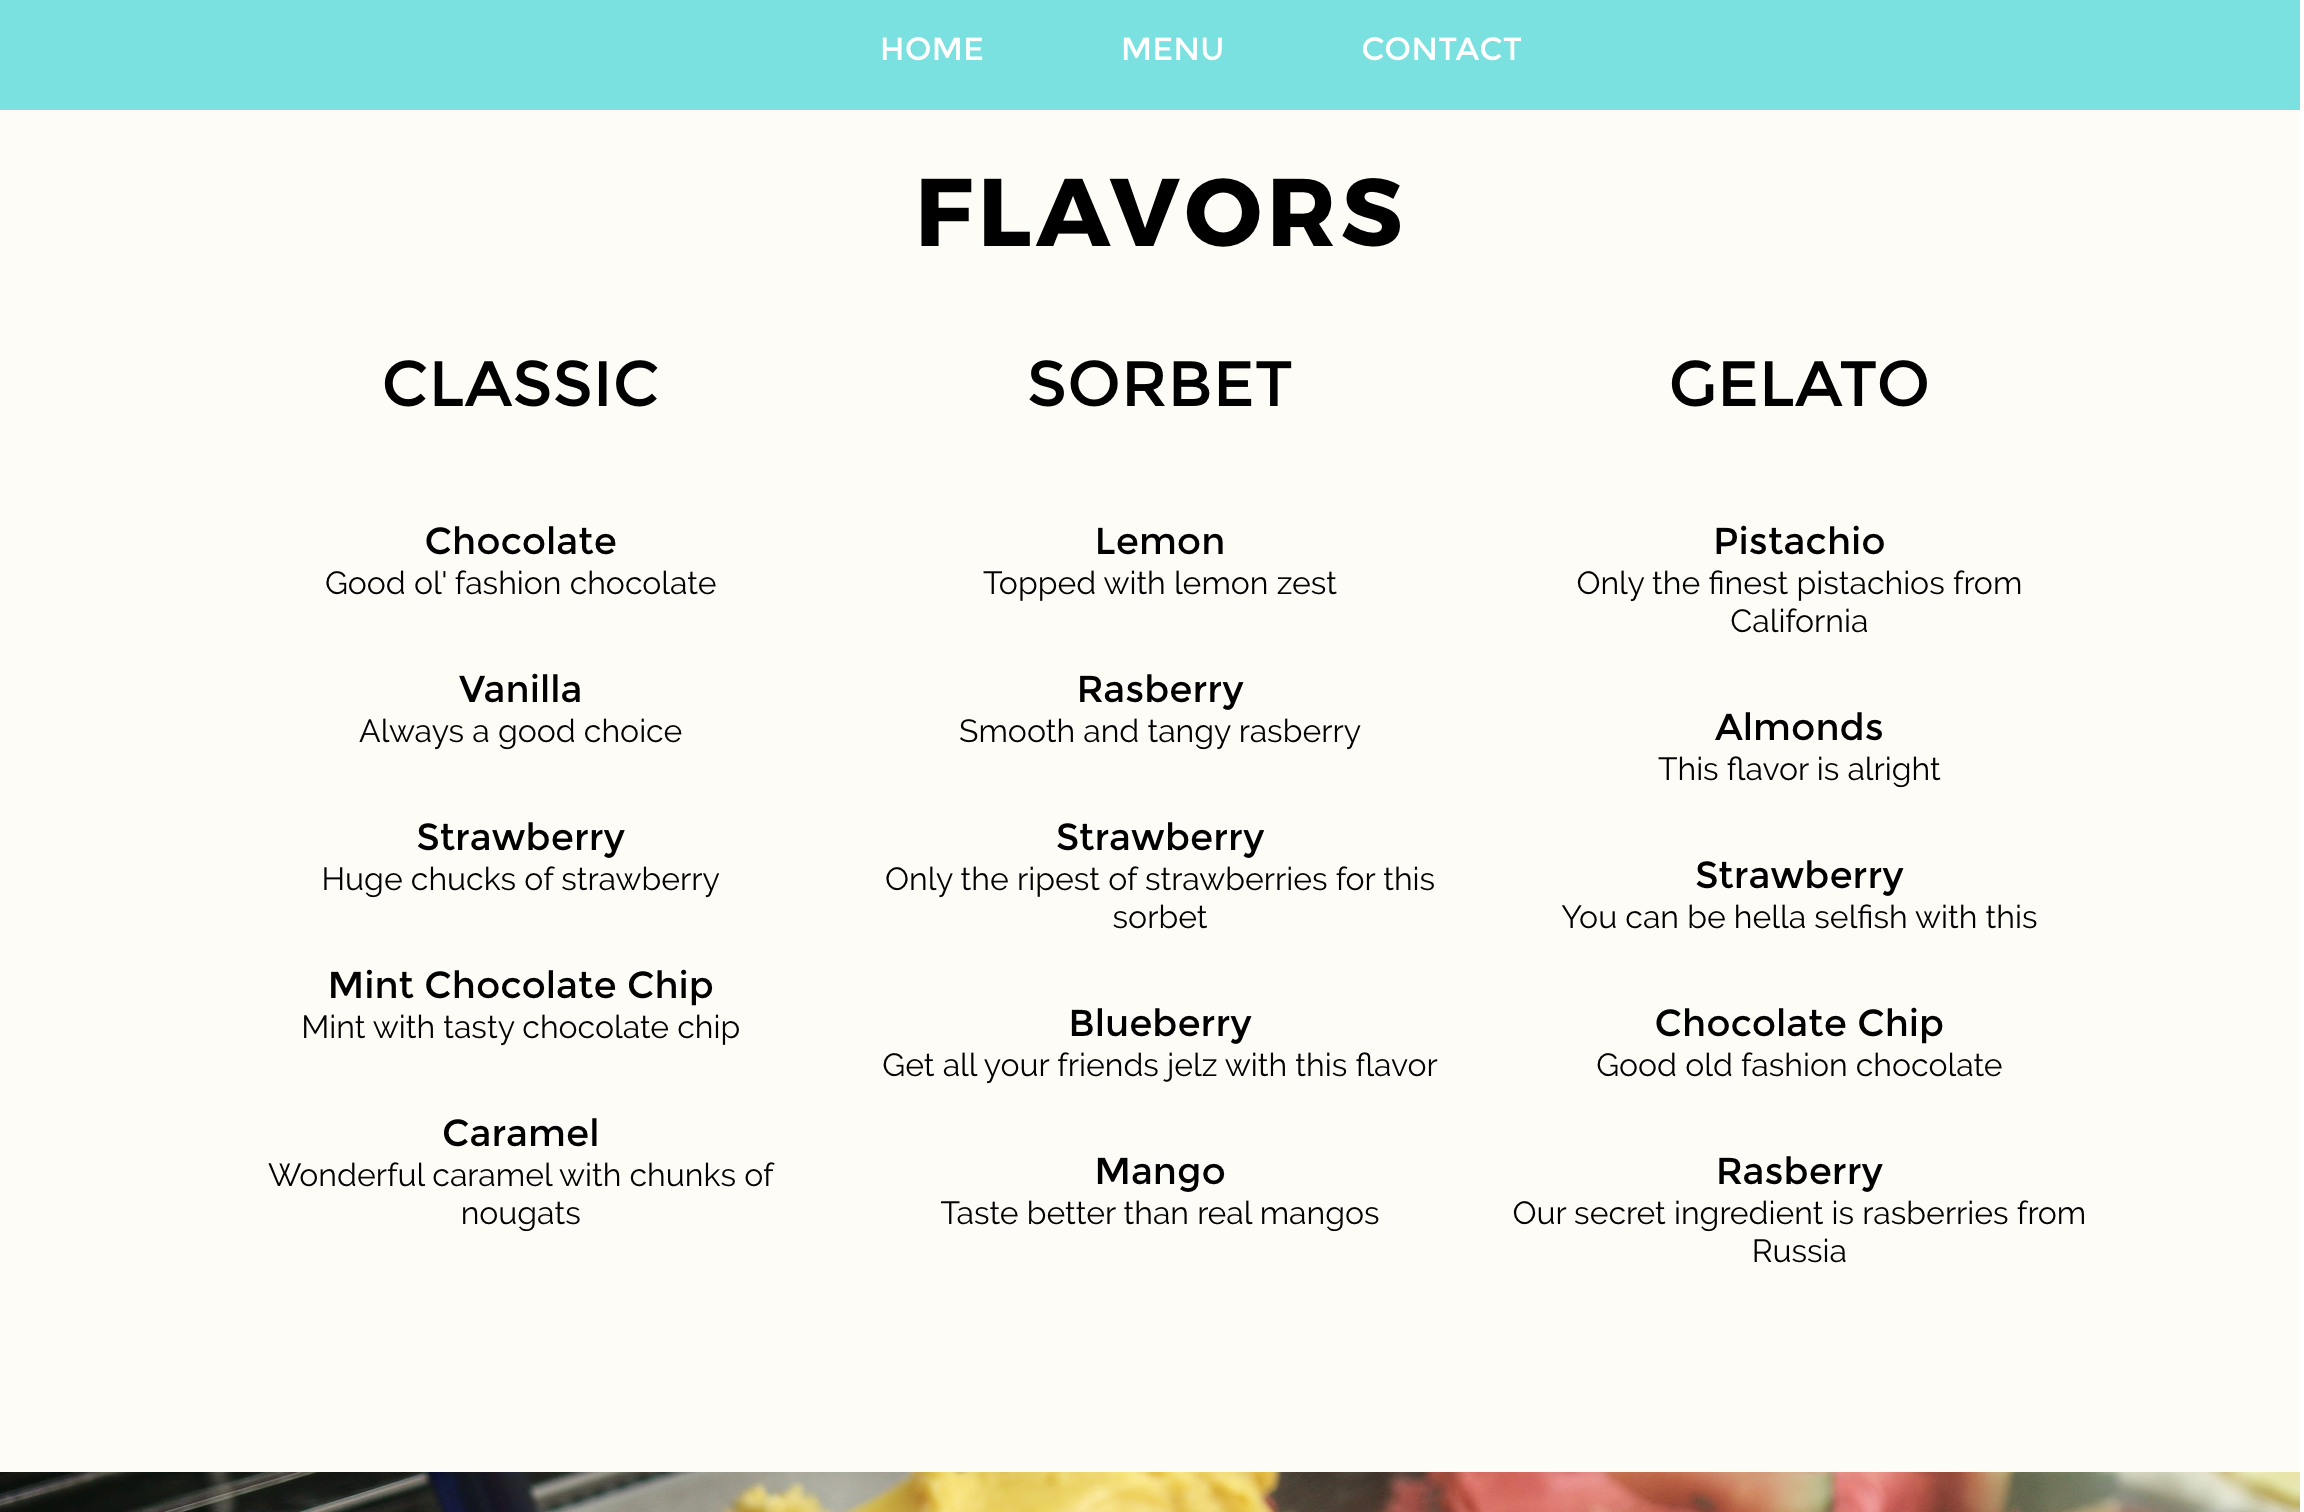 HOME MENU CONTACT
FLAVORS
CLASSIC
Chocolate
Good ol' fashion chocolate
Vanilla
Always a good choice
Strawberry
Huge chucks of strawberry
Mint Chocolate Chip
Mint with tasty chocolate chip
Caramel
Wonderful caramel with chunks of
nougats
SORBET
Lemon
Topped with lemon zest
Rasberry
Smooth and tangy rasberry
Strawberry
Only the ripest of strawberries for this
sorbet
Blueberry
Get all your friends jelz with this flavor
Mango
Taste better than real mangos
GELATO
Pistachio
Only the finest pistachios from
California
Almonds
This flavor is alright
Strawberry
You can be hella selfish with this
Chocolate Chip
Good old fashion chocolate
Rasberry
Our secret ingredient is rasberries from
Russia